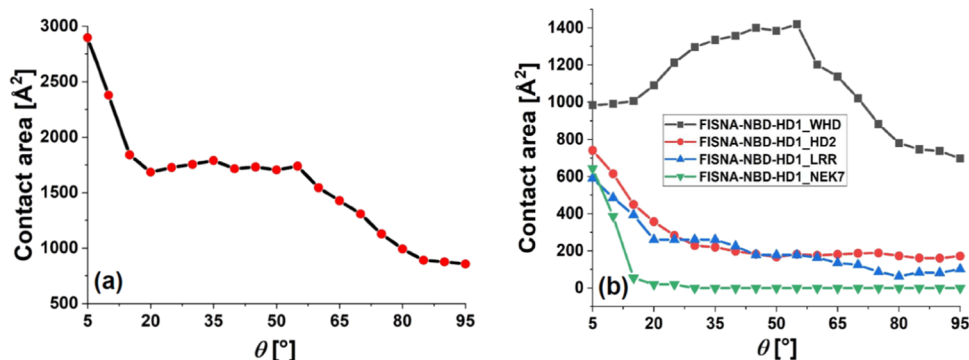 3000
2500
2000
1500
1000
500
Contact area [Å²]
(a)
5 20 35 50 65 80 95
θ [°]
1400
1200
1000
800
600
400
200
0
Contact area [Å²]
FISNA-NBD-HD1_WHD
FISNA-NBD-HD1_HD2
FISNA-NBD-HD1_LRR
FISNA-NBD-HD1_NEK7
(b)
5 20 35 50 65 80 95
θ [°]